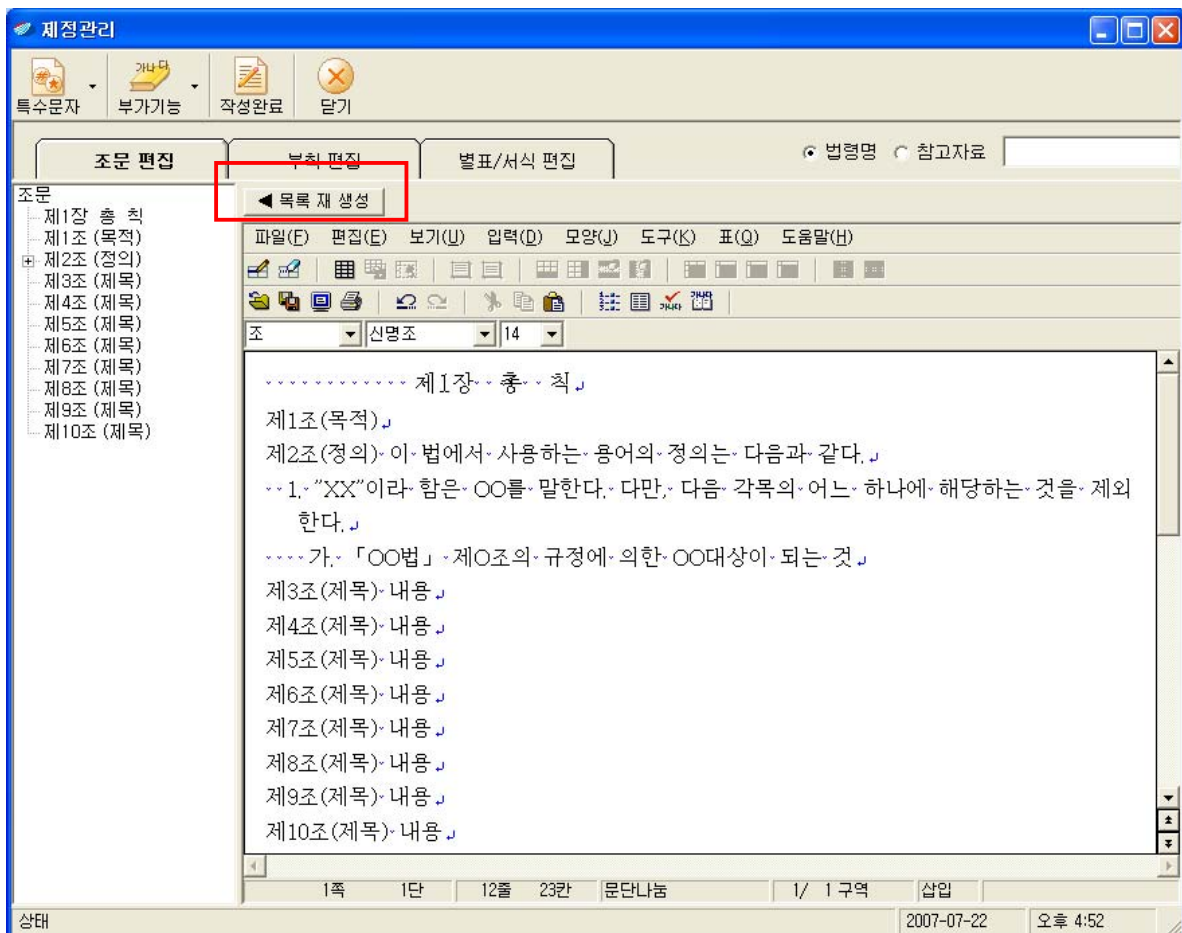 제정관리
특수문자 부가기능 작성완료 닫기
가나다
조문 편집 부칙 편집 별표/서식 편집 법령명 참고자료
◀ 목록 재 생성
조문
제1장 총 칙
제1조 (목적)
제2조 (정의)
제3조 (제목)
제4조 (제목)
제5조 (제목)
제6조 (제목)
제7조 (제목)
제8조 (제목)
제9조 (제목)
제10조 (제목)
파일(F) 편집(E) 보기(U) 입력(D) 모양(J) 도구(K) 표(Q) 도움말(H)
조 신명조 14
제1장 총 칙
제1조(목적)
제2조(정의) 이 법에서 사용하는 용어의 정의는 다음과 같다.
1. "XX"이라 함은 OO를 말한다. 다만, 다음 각목의 어느 하나에 해당하는 것을 제외
한다.
가. 「OO법」 제O조의 규정에 의한 OO대상이 되는 것
제3조(제목) 내용
제4조(제목) 내용
제5조(제목) 내용
제6조(제목) 내용
제7조(제목) 내용
제8조(제목) 내용
제9조(제목) 내용
제10조(제목) 내용
1쪽 1단 12줄 23칸 문단나눔 1/ 1 구역 삽입
상태 2007-07-22 오후 4:52